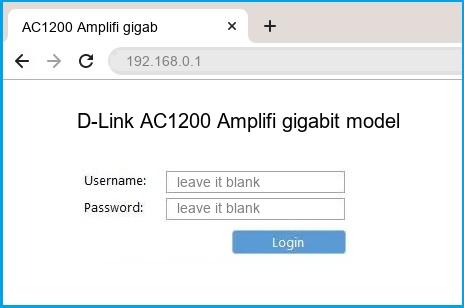 AC1200 Amplifi gigab
192.168.0.1
D-Link AC1200 Amplifi gigabit model
Username: leave it blank
Password: leave it blank
Login